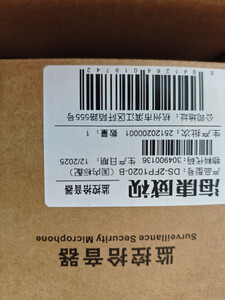 海康威视 监控拾音器
产品型号：DS-2FP1020-B（国内标配）
物料代码：304900136 生产日期：12/2025
生产批次：2512020001 数量：1
公司地址：杭州市滨江区阡陌路555号
监控拾音器
Surveillance Security Microphone